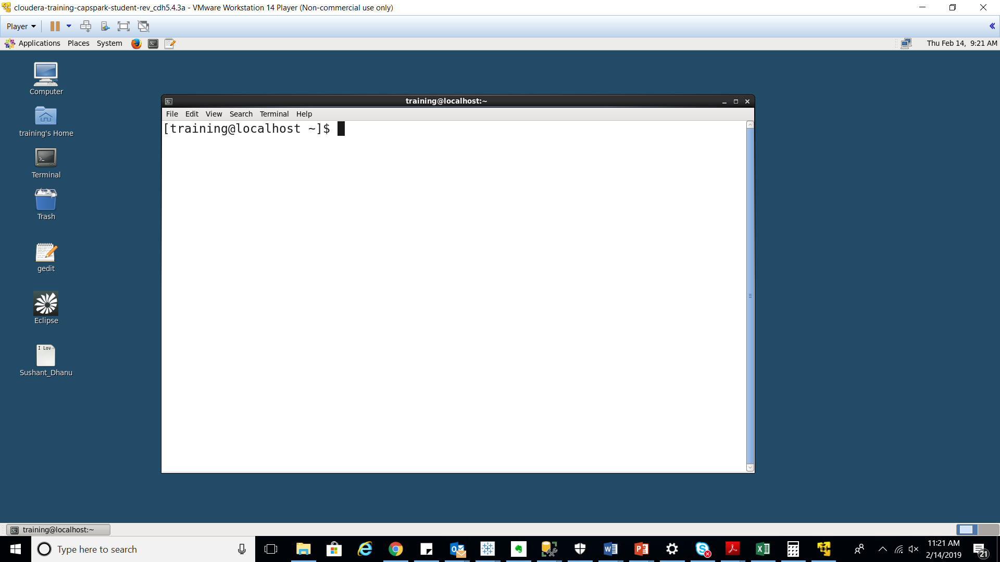 cloudera-training-capspark-student-rev_cdh5.4.3a - VMware Workstation 14 Player (Non-commercial use only)
Player
Applications Places System
Thu Feb 14, 9:21 AM
Computer
training's Home
Terminal
Trash
gedit
Eclipse
I Lov
Sushant_Dhanu
training@localhost:~
File Edit View Search Terminal Help
[training@localhost ~]$
training@localhost:~
Type here to search
11:21 AM
2/14/2019
21